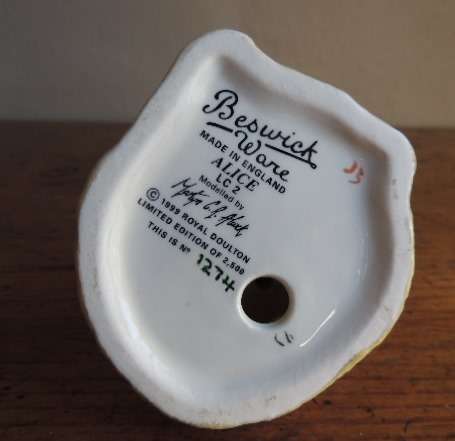 Beswick
Ware
MADE IN ENGLAND
ALICE
LC 2
Modelled by
© 1999 ROYAL DOULTON
LIMITED EDITION OF 2,500
THIS IS Nº 1274